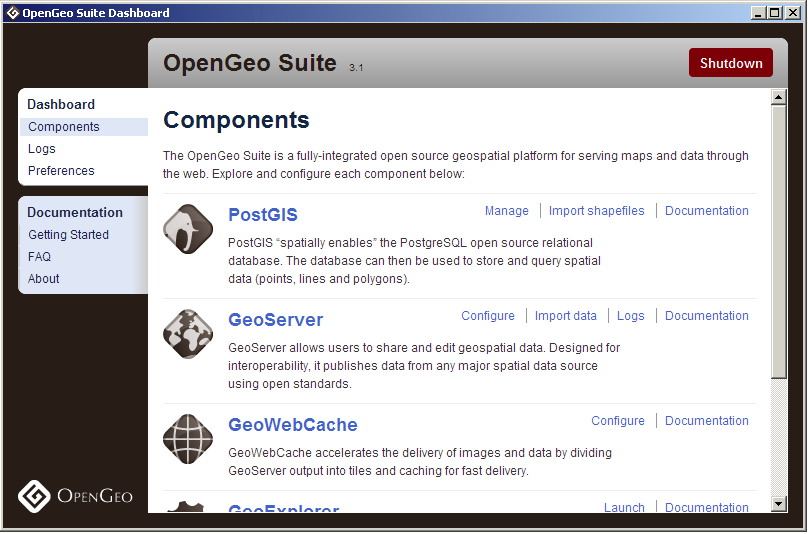 OpenGeo Suite Dashboard
OpenGeo Suite 3.1
Shutdown
Dashboard
Components
Logs
Preferences
Documentation
Getting Started
FAQ
About
OPENGEO
Components
The OpenGeo Suite is a fully-integrated open source geospatial platform for serving maps and data through
the web. Explore and configure each component below:
PostGIS
Manage
Import shapefiles
Documentation
PostGIS “spatially enables” the PostgreSQL open source relational
database. The database can then be used to store and query spatial
data (points, lines and polygons).
GeoServer
Configure
Import data
Logs
Documentation
GeoServer allows users to share and edit geospatial data. Designed for
interoperability, it publishes data from any major spatial data source
using open standards.
GeoWebCache
Configure
Documentation
GeoWebCache accelerates the delivery of images and data by dividing
GeoServer output into tiles and caching for fast delivery.
GeoExplorer
Launch
Documentation